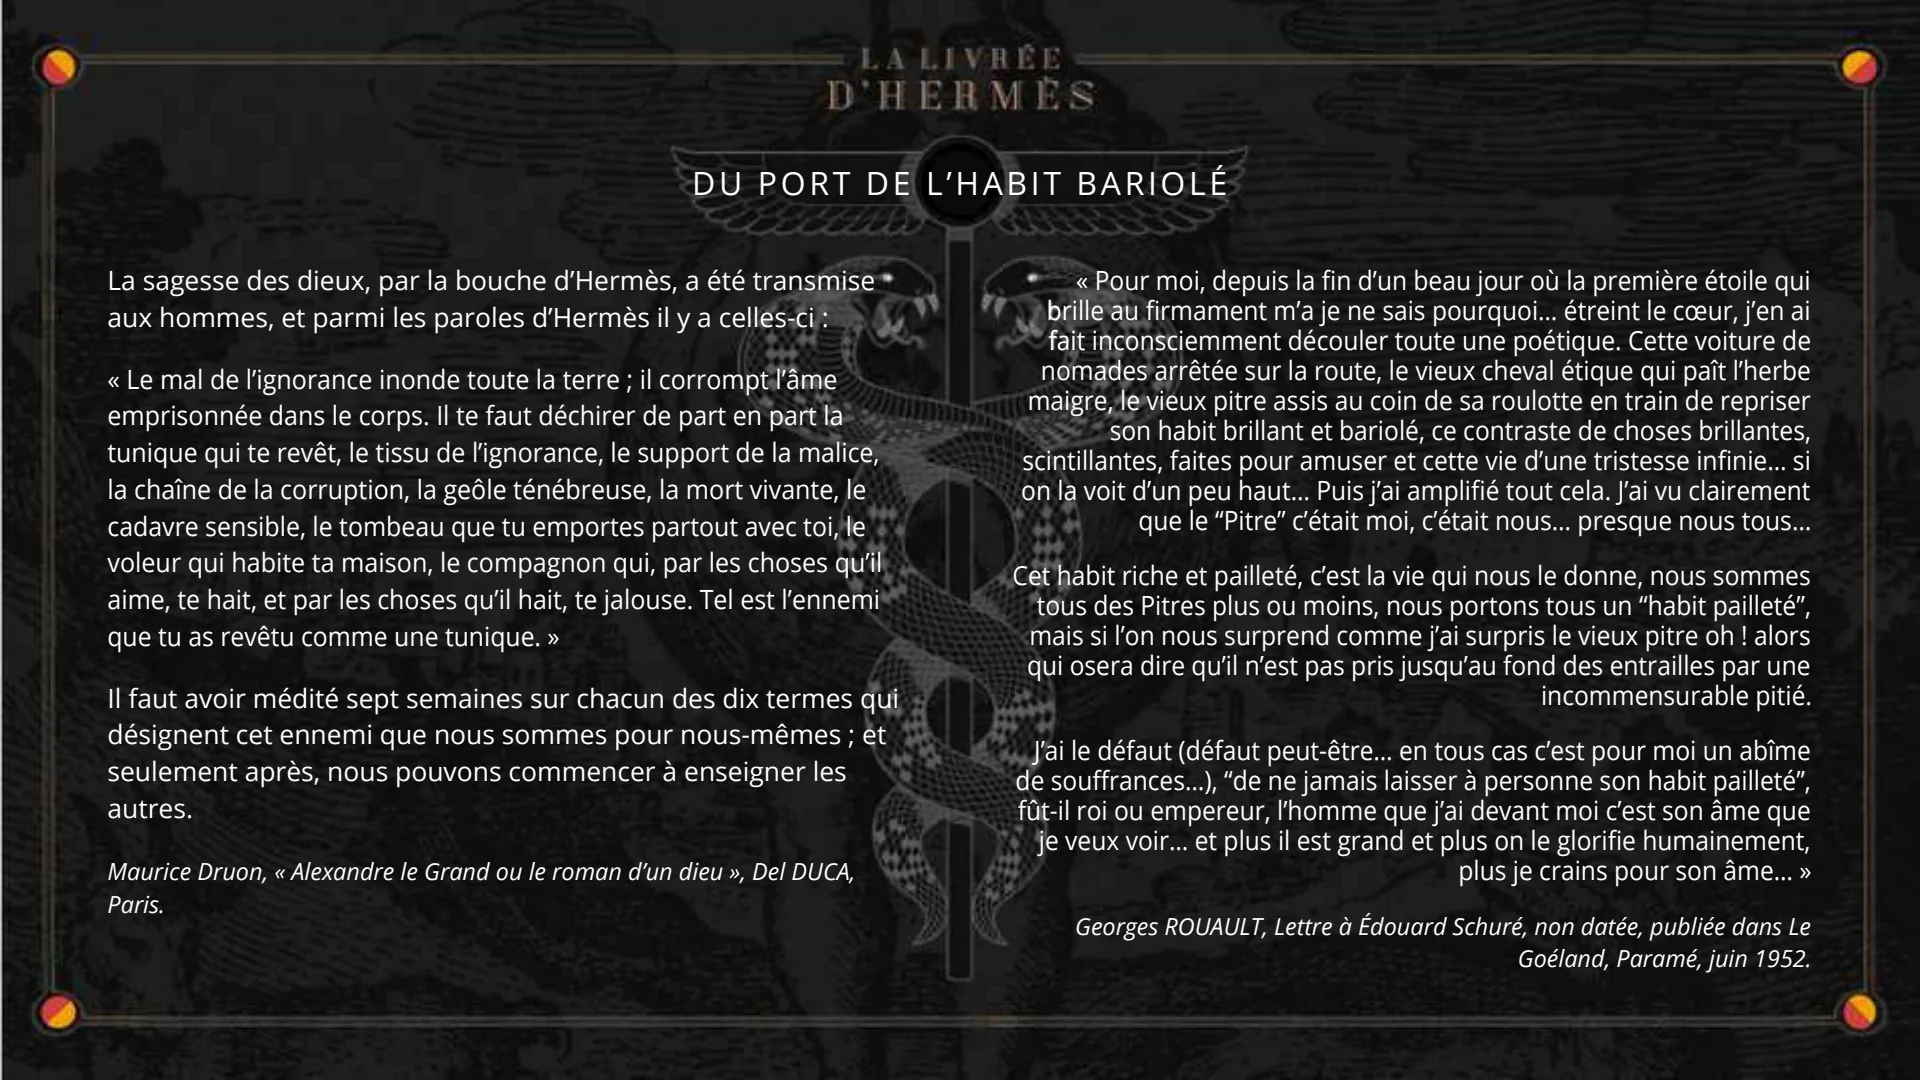 LA LIVRÉE
D'HERMÈS
DU PORT DE L’HABIT BARIOLÉ
La sagesse des dieux, par la bouche d’Hermès, a été transmise
aux hommes, et parmi les paroles d’Hermès il y a celles-ci :
« Le mal de l’ignorance inonde toute la terre ; il corrompt l’âme
emprisonnée dans le corps. Il te faut déchirer de part en part la
tunique qui te revêt, le tissu de l’ignorance, le support de la malice,
la chaîne de la corruption, la geôle ténébreuse, la mort vivante, le
cadavre sensible, le tombeau que tu emportes partout avec toi, le
voleur qui habite ta maison, le compagnon qui, par les choses qu’il
aime, te hait, et par les choses qu’il hait, te jalouse. Tel est l’ennemi
que tu as revêtu comme une tunique. »
Il faut avoir médité sept semaines sur chacun des dix termes qui
désignent cet ennemi que nous sommes pour nous-mêmes ; et
seulement après, nous pouvons commencer à enseigner les
autres.
Maurice Druon, « Alexandre le Grand ou le roman d’un dieu », Del DUCA,
Paris.
« Pour moi, depuis la fin d’un beau jour où la première étoile qui
brille au firmament m’a je ne sais pourquoi… étreint le cœur, j’en ai
fait inconsciemment découler toute une poétique. Cette voiture de
nomades arrêtée sur la route, le vieux cheval étique qui paît l’herbe
maigre, le vieux pitre assis au coin de sa roulotte en train de repriser
son habit brillant et bariolé, ce contraste de choses brillantes,
scintillantes, faites pour amuser et cette vie d’une tristesse infinie… si
on la voit d’un peu haut… Puis j’ai amplifié tout cela. J’ai vu clairement
que le “Pitre” c’était moi, c’était nous… presque nous tous…
Cet habit riche et pailleté, c’est la vie qui nous le donne, nous sommes
tous des Pitres plus ou moins, nous portons tous un “habit pailleté”,
mais si l’on nous surprend comme j’ai surpris le vieux pitre oh ! alors
qui osera dire qu’il n’est pas pris jusqu’au fond des entrailles par une
incommensurable pitié.
J’ai le défaut (défaut peut-être… en tous cas c’est pour moi un abîme
de souffrances…), “de ne jamais laisser à personne son habit pailleté”,
fût-il roi ou empereur, l’homme que j’ai devant moi c’est son âme que
je veux voir… et plus il est grand et plus on le glorifie humainement,
plus je crains pour son âme… »
Georges ROUAULT, Lettre à Édouard Schuré, non datée, publiée dans Le
Goéland, Paramé, juin 1952.